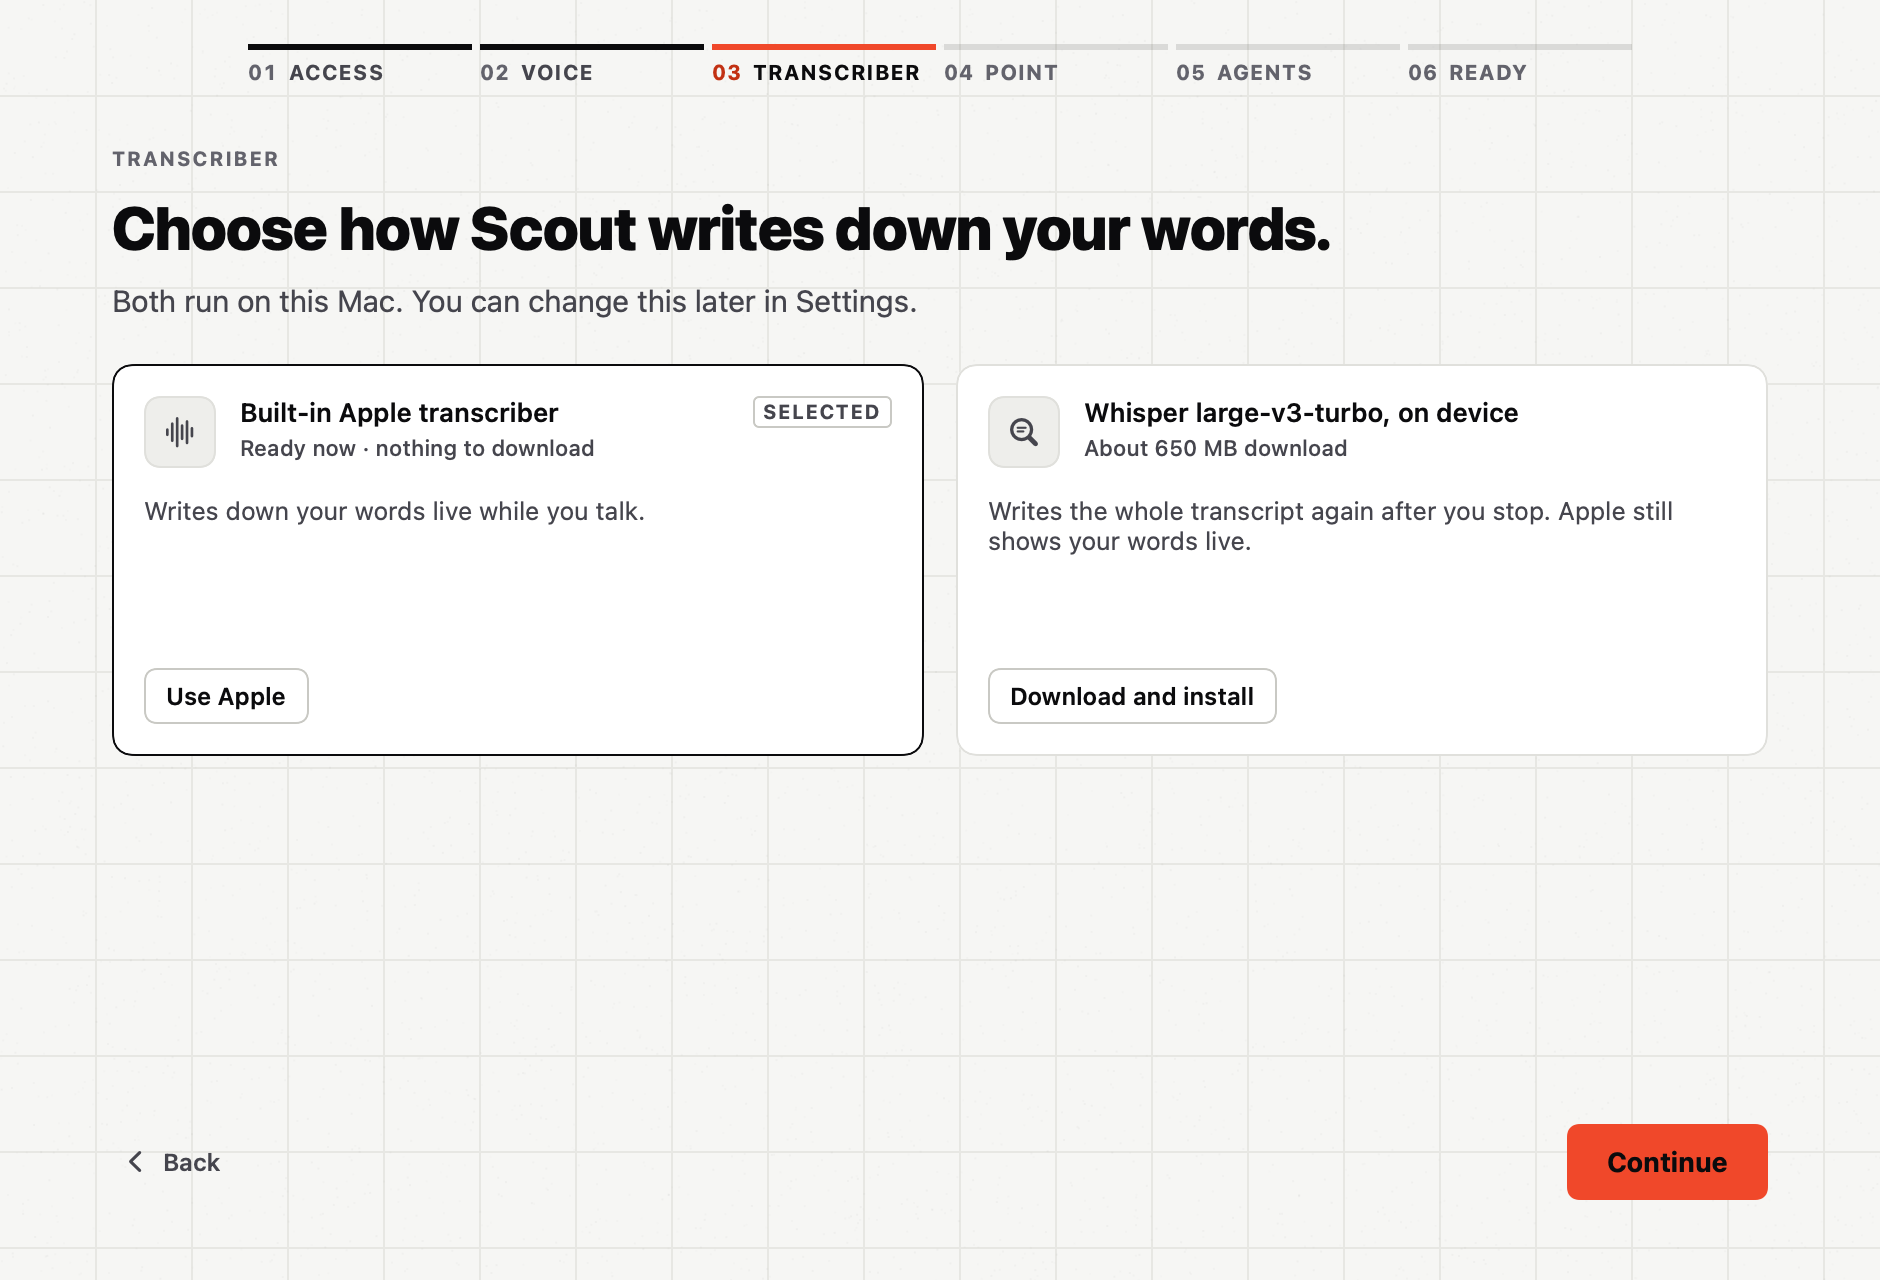 01 ACCESS
02 VOICE
03 TRANSCRIBER
04 POINT
05 AGENTS
06 READY
TRANSCRIBER
Choose how Scout writes down your words.
Both run on this Mac. You can change this later in Settings.
Built-in Apple transcriber
SELECTED
Ready now · nothing to download
Writes down your words live while you talk.
Use Apple
Whisper large-v3-turbo, on device
About 650 MB download
Writes the whole transcript again after you stop. Apple still
shows your words live.
Download and install
Back
Continue